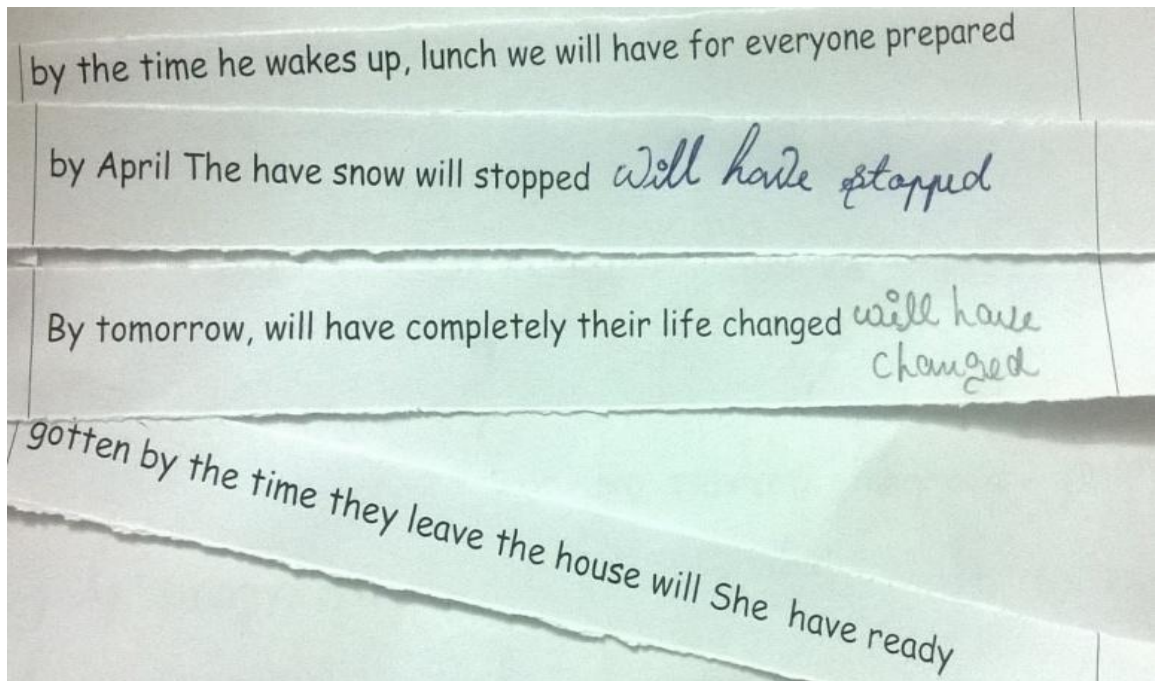 by the time he wakes up, lunch we will have for everyone prepared
by April The have snow will stopped will have stopped
By tomorrow, will have completely their life changed will have
changed
gotten by the time they leave the house will She have ready